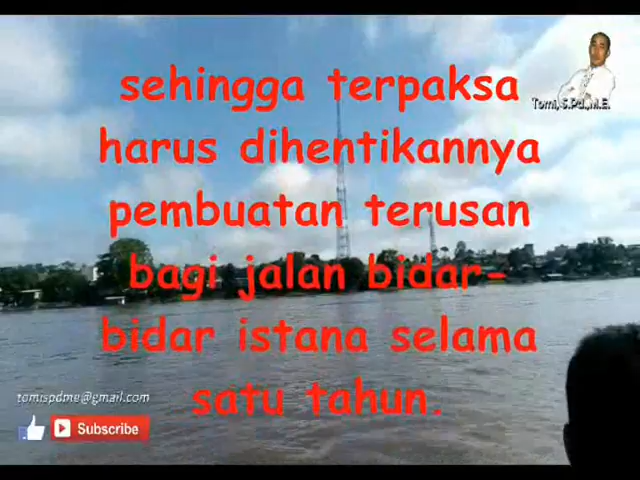 Tomi, S.Pd.,M.E.
sehingga terpaksa
harus dihentikannya
pembuatan terusan
bagi jalan bidar-
bidar istana selama
satu tahun.
tomispdme@gmail.com
Subscribe